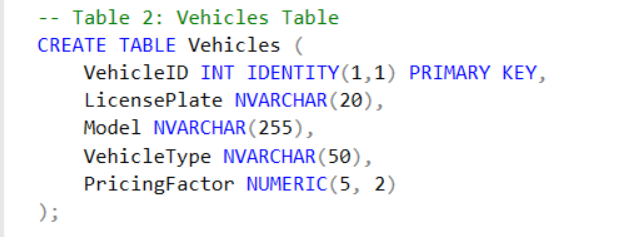 -- Table 2: Vehicles Table
CREATE TABLE Vehicles (
    VehicleID INT IDENTITY(1,1) PRIMARY KEY,
    LicensePlate NVARCHAR(20),
    Model NVARCHAR(255),
    VehicleType NVARCHAR(50),
    PricingFactor NUMERIC(5, 2)
);